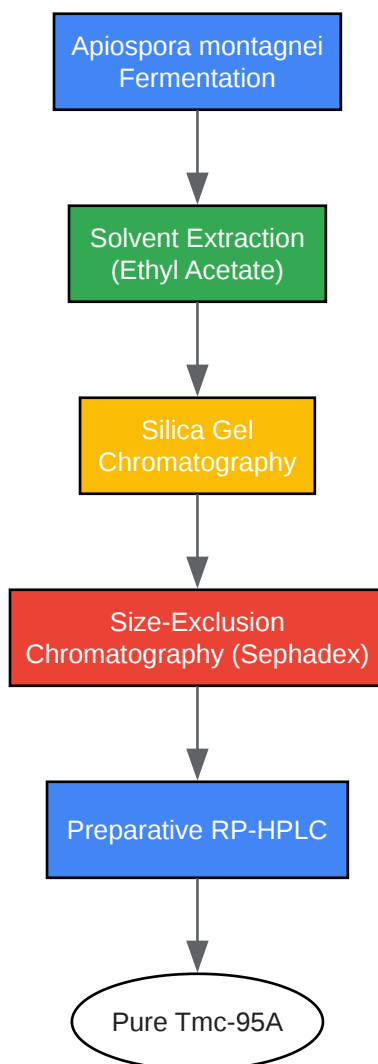 Apiospora montagnei
Fermentation
Solvent Extraction
(Ethyl Acetate)
Silica Gel
Chromatography
Size-Exclusion
Chromatography (Sephadex)
Preparative RP-HPLC
Pure Tmc-95A